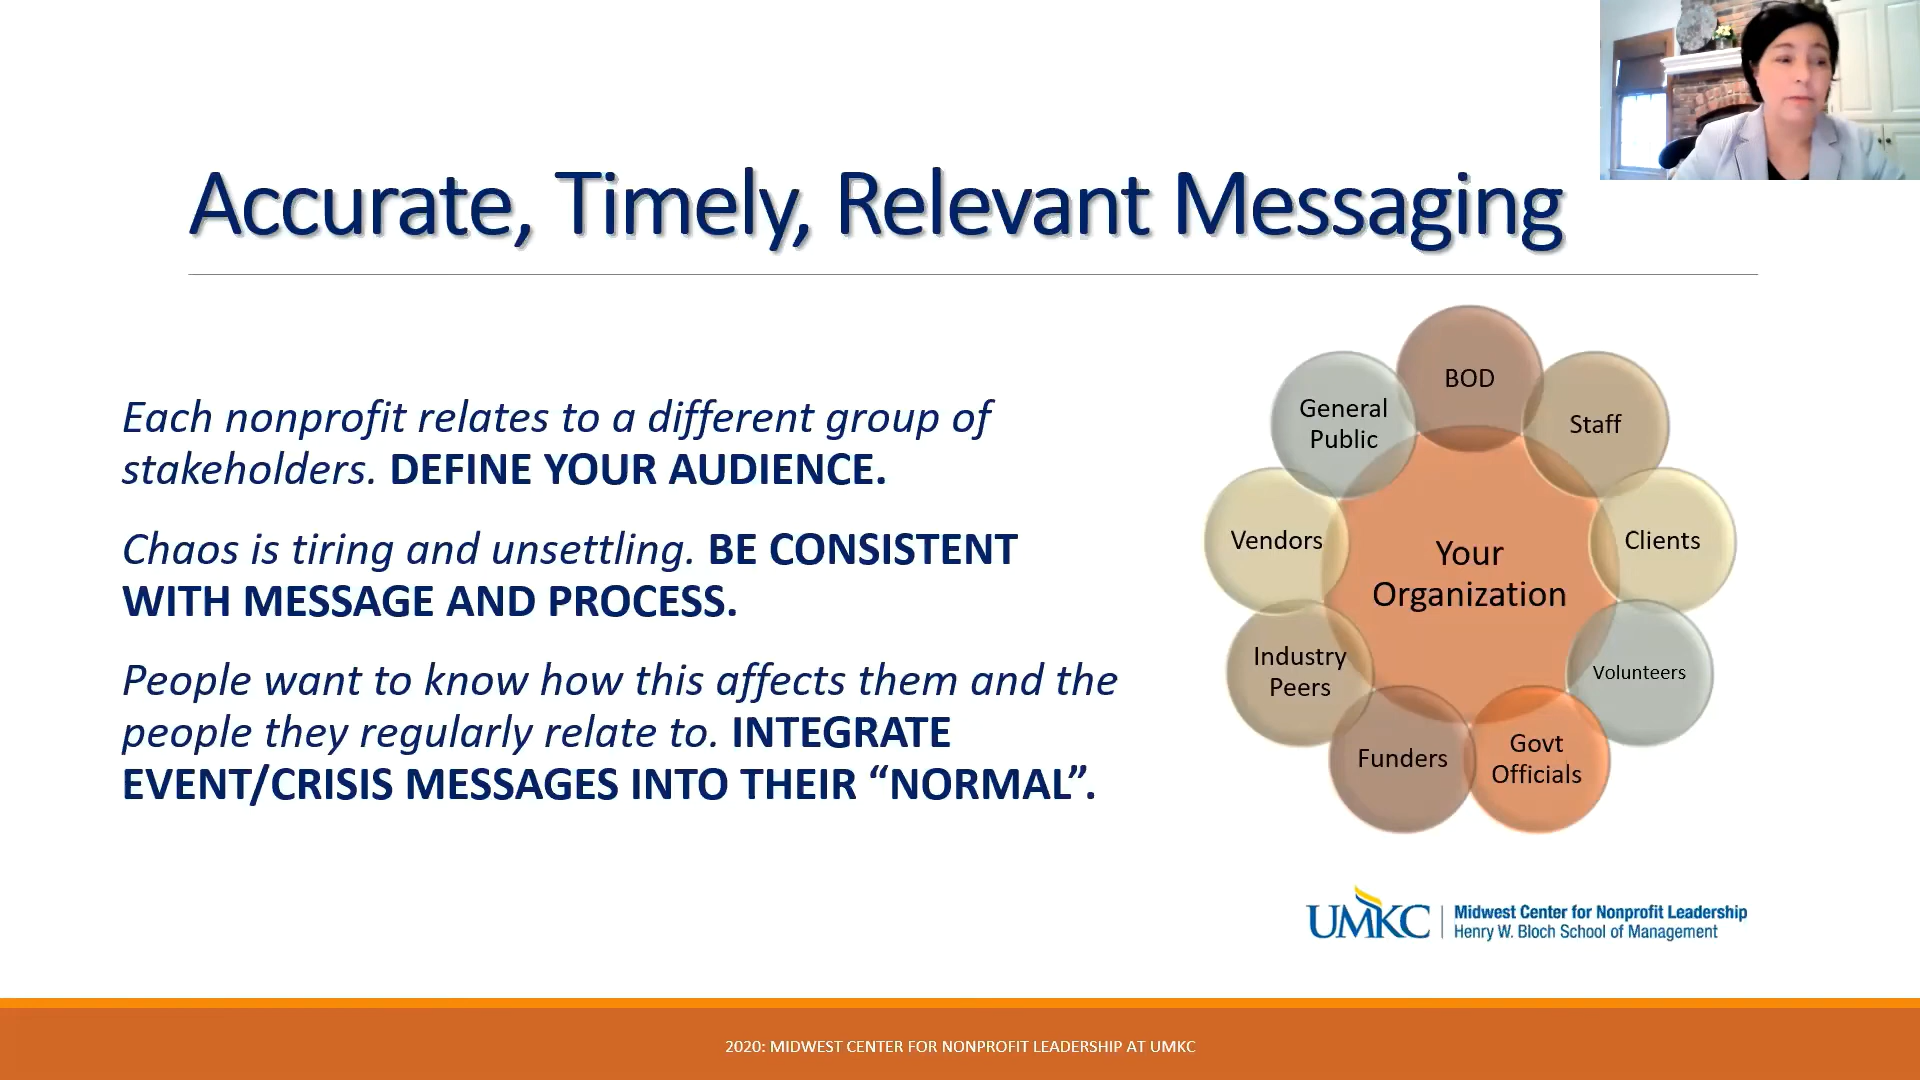 Accurate, Timely, Relevant Messaging
Each nonprofit relates to a different group of
stakeholders. DEFINE YOUR AUDIENCE.
Chaos is tiring and unsettling. BE CONSISTENT
WITH MESSAGE AND PROCESS.
People want to know how this affects them and the
people they regularly relate to. INTEGRATE
EVENT/CRISIS MESSAGES INTO THEIR “NORMAL”.
BOD
Staff
Clients
Volunteers
Govt
Officials
Funders
Industry
Peers
Vendors
General
Public
Your
Organization
UMKC
Midwest Center for Nonprofit Leadership
Henry W. Bloch School of Management
2020: MIDWEST CENTER FOR NONPROFIT LEADERSHIP AT UMKC